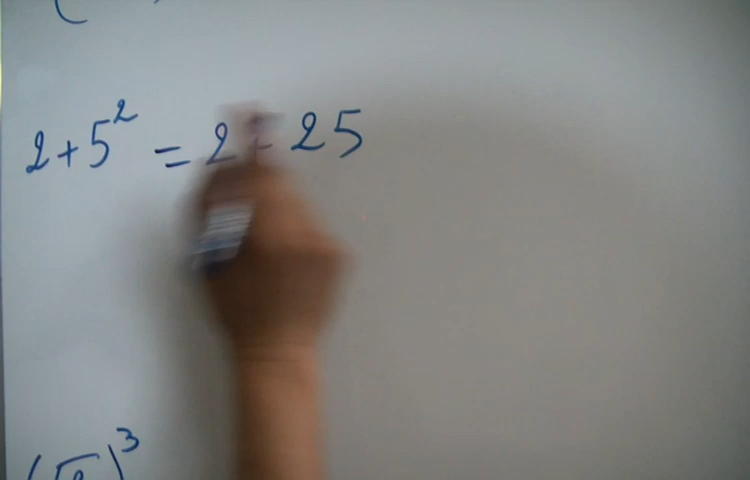 2 + 5² = 2 + 25